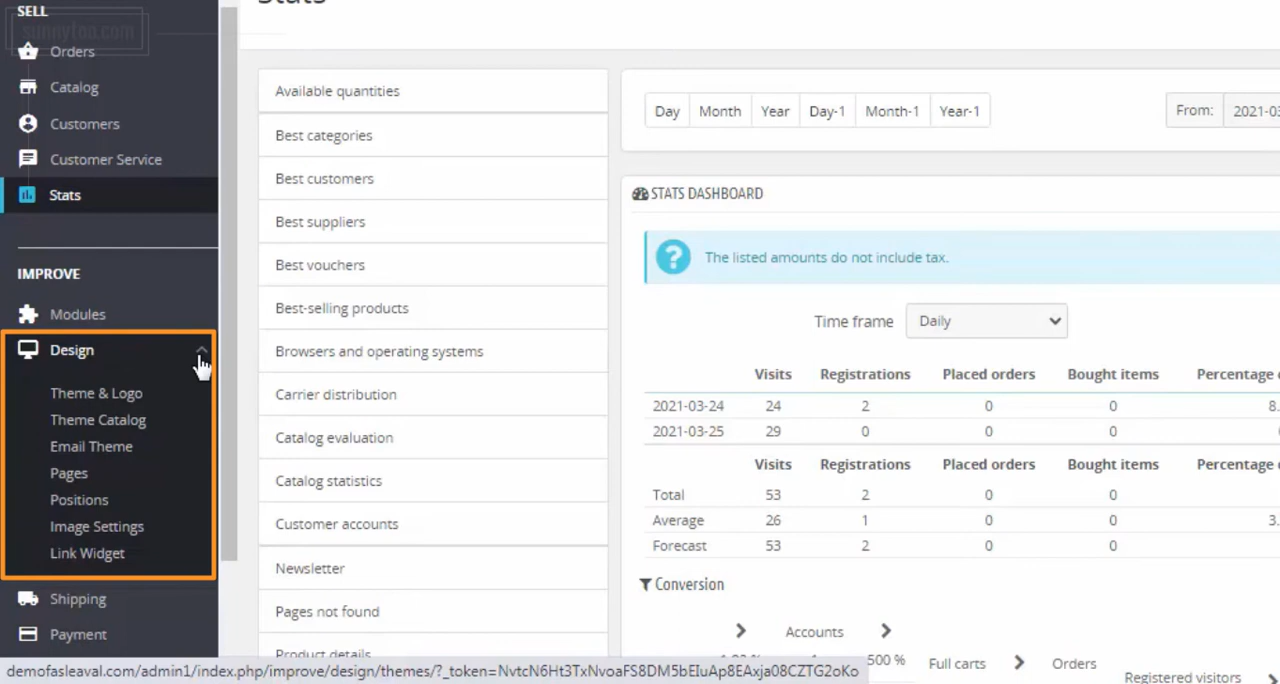 SELL
sunnytoo.com
Orders
Catalog
Customers
Customer Service
Stats
IMPROVE
Modules
Design
Theme & Logo
Theme Catalog
Email Theme
Pages
Positions
Image Settings
Link Widget
Shipping
Payment
Stats
Available quantities
Best categories
Best customers
Best suppliers
Best vouchers
Best-selling products
Browsers and operating systems
Carrier distribution
Catalog evaluation
Catalog statistics
Customer accounts
Newsletter
Pages not found
Product details
Day Month Year Day-1 Month-1 Year-1 From: 2021-03
STATS DASHBOARD
? The listed amounts do not include tax.
Time frame Daily
Visits Registrations Placed orders Bought items Percentage
2021-03-24 24 2 0 0 8.
2021-03-25 29 0 0 0
Visits Registrations Placed orders Bought items Percentage
Total 53 2 0 0
Average 26 1 0 0 3.
Forecast 53 2 0 0
Conversion
Accounts
500 % Full carts Orders
Registered visitors
demofasleaval.com/admin1/index.php/improve/design/themes/?_token=NvtcN6Ht3TxNvoaFS8DM5bEIuAp8EAxja08CZTG2oKo